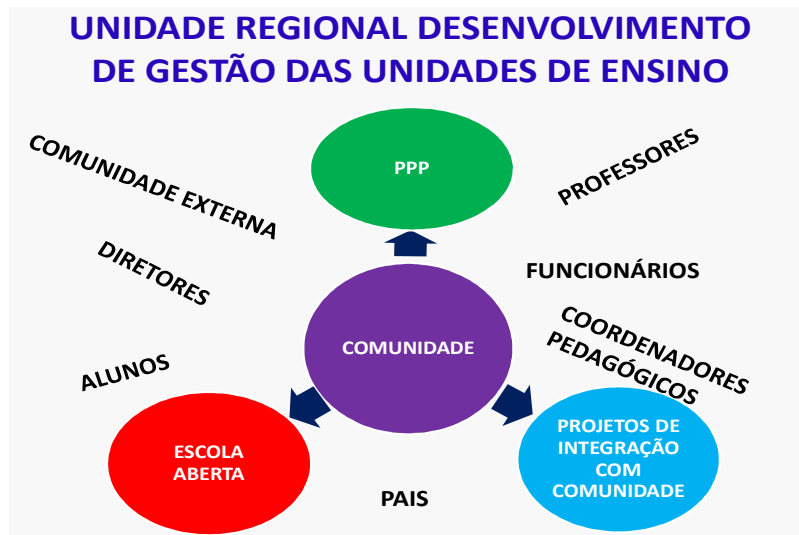 UNIDADE REGIONAL DESENVOLVIMENTO
DE GESTÃO DAS UNIDADES DE ENSINO
COMUNIDADE EXTERNA
PPP
PROFESSORES
DIRETORES
FUNCIONÁRIOS
COMUNIDADE
COORDENADORES
PEDAGÓGICOS
ALUNOS
ESCOLA
ABERTA
PROJETOS DE
INTEGRAÇÃO
COM
COMUNIDADE
PAIS